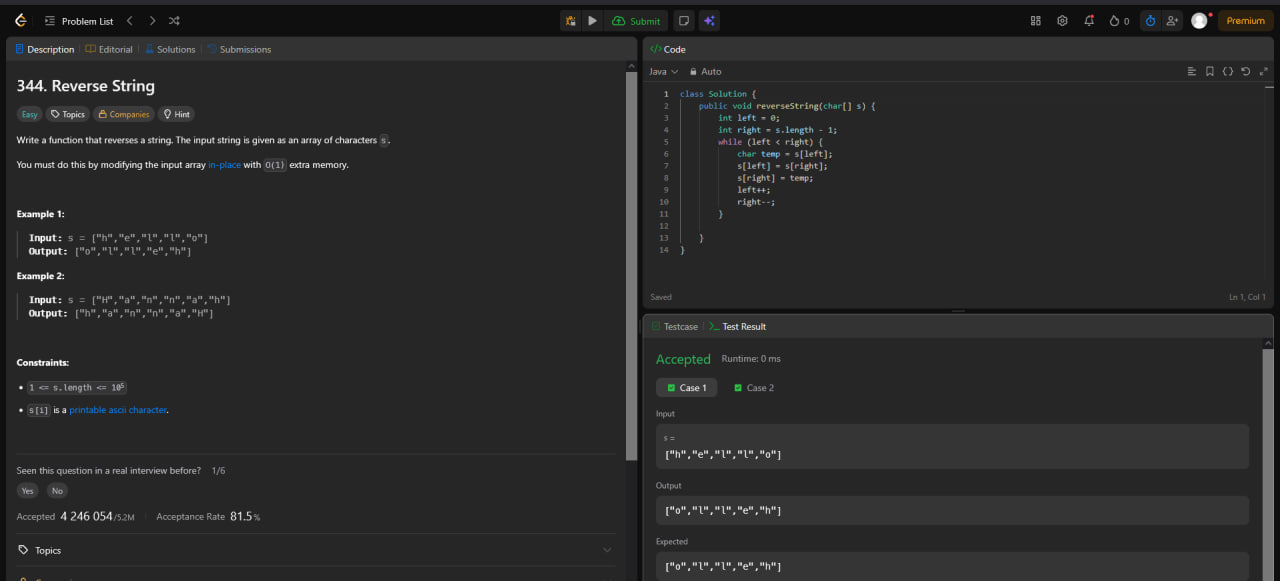 Problem List
Submit
0
Premium
Description
Editorial
Solutions
Submissions
344. Reverse String
Easy
Topics
Companies
Hint
Write a function that reverses a string. The input string is given as an array of characters s.
You must do this by modifying the input array in-place with O(1) extra memory.
Example 1:
Input: s = ["h","e","l","l","o"]
Output: ["o","l","l","e","h"]
Example 2:
Input: s = ["H","a","n","n","a","h"]
Output: ["h","a","n","n","a","H"]
Constraints:
• 1 <= s.length <= 10⁵
• s[i] is a printable ascii character.
Seen this question in a real interview before? 1/6
Yes
No
Accepted 4 246 054/5.2M
Acceptance Rate 81.5%
Topics
</> Code
Java
Auto
1 class Solution {
2 public void reverseString(char[] s) {
3 int left = 0;
4 int right = s.length - 1;
5 while (left < right) {
6 char temp = s[left];
7 s[left] = s[right];
8 s[right] = temp;
9 left++;
10 right--;
11 }
12
13 }
14 }
Saved
Ln 1, Col 1
Testcase
>_ Test Result
Accepted
Runtime: 0 ms
Case 1
Case 2
Input
s =
["h","e","l","l","o"]
Output
["o","l","l","e","h"]
Expected
["o","l","l","e","h"]